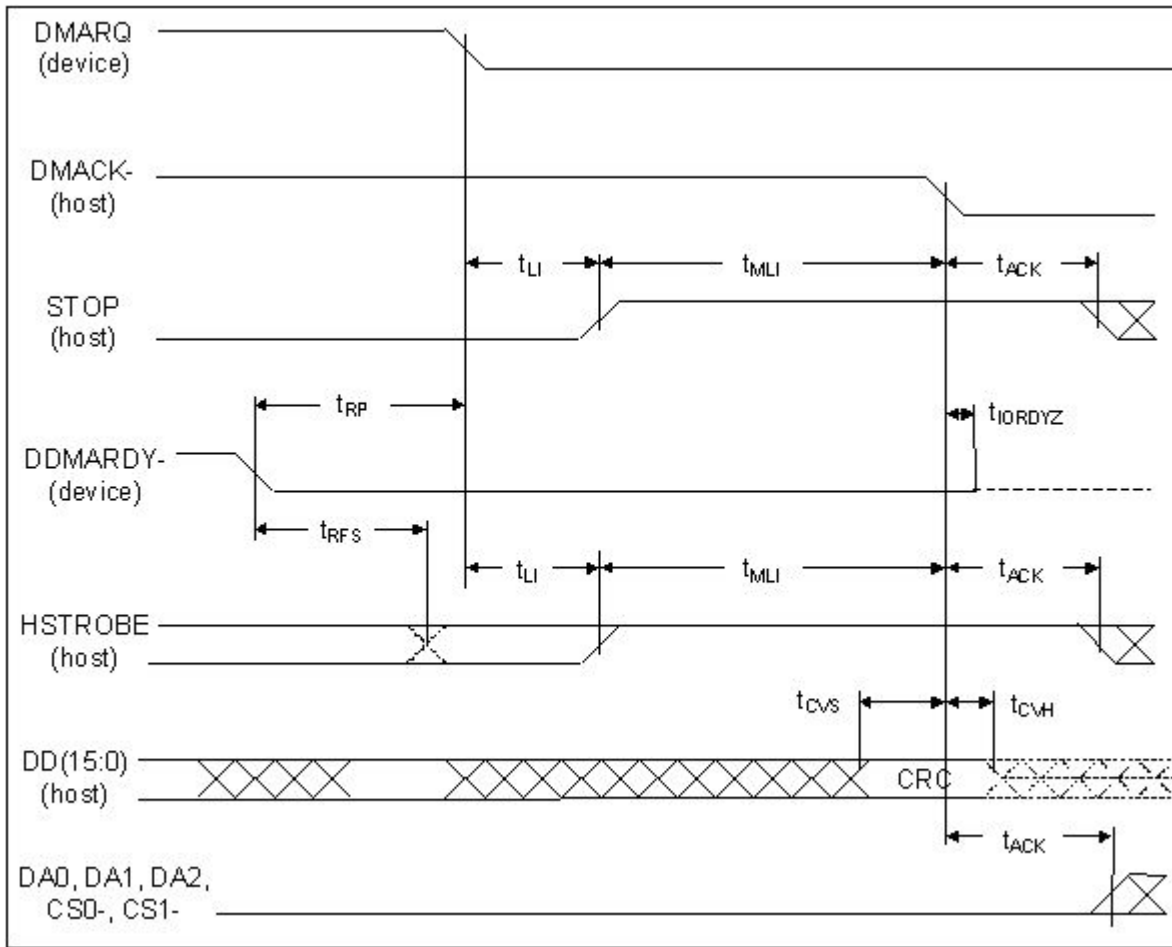 DMARQ
(device)
DMACK-
(host)
tLI
tMLI
tACK
STOP
(host)
tRP
tIORDYZ
DDMARDY-
(device)
tRFS
tLI
tMLI
tACK
HSTROBE
(host)
tCVS
tCVH
DD(15:0)
(host)
CRC
tACK
DA0, DA1, DA2,
CS0-, CS1-